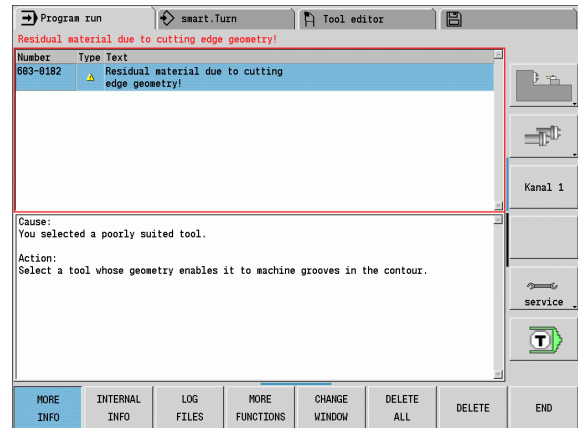 Program run
smart.Turn
Tool editor
Residual material due to cutting edge geometry!
Number Type Text
603-0182 Residual material due to cutting
edge geometry!
Kanal 1
Cause:
You selected a poorly suited tool.
Action:
Select a tool whose geometry enables it to machine grooves in the contour.
service
T
MORE
INFO
INTERNAL
INFO
LOG
FILES
MORE
FUNCTIONS
CHANGE
WINDOW
DELETE
ALL
DELETE
END